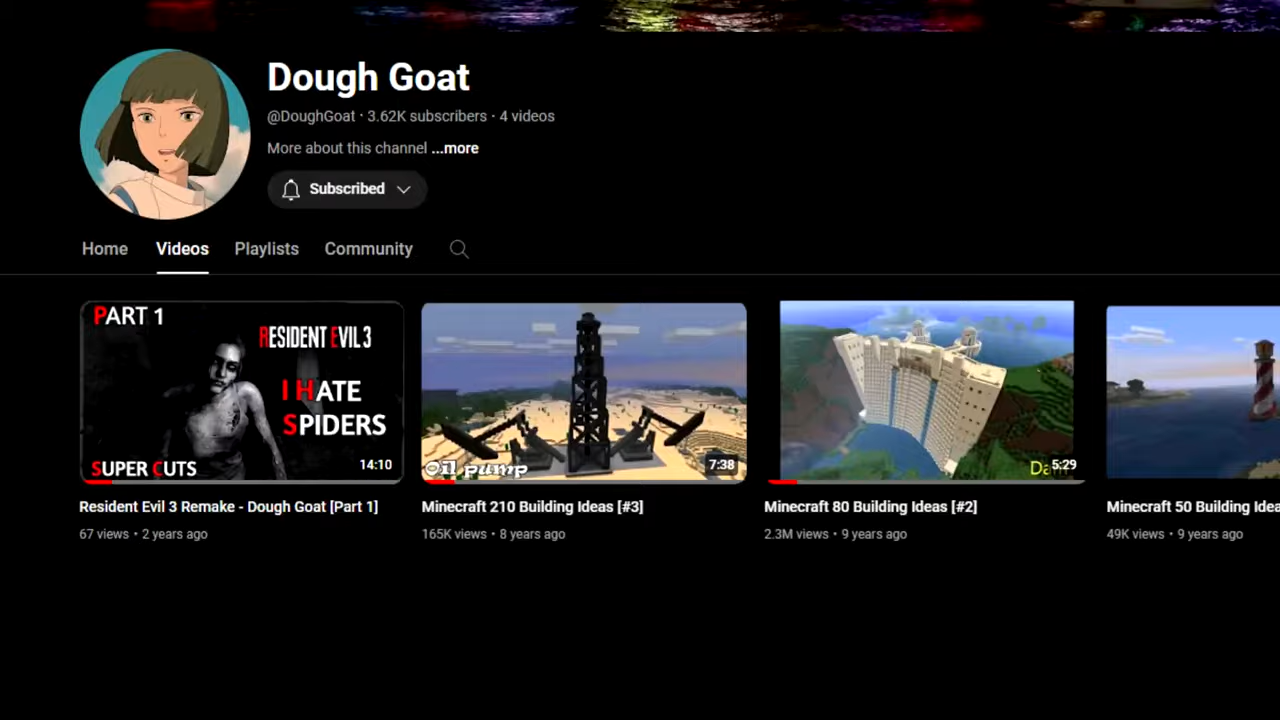 Dough Goat
@DoughGoat · 3.62K subscribers · 4 videos
More about this channel ...more
Subscribed
Home Videos Playlists Community
PART 1
RESIDENT EVIL 3
I HATE
SPIDERS
SUPER CUTS
14:10
Oil pump
7:38
5:29
Resident Evil 3 Remake - Dough Goat [Part 1]
67 views · 2 years ago
Minecraft 210 Building Ideas [#3]
165K views · 8 years ago
Minecraft 80 Building Ideas [#2]
2.3M views · 9 years ago
Minecraft 50 Building
49K views · 9 years ago